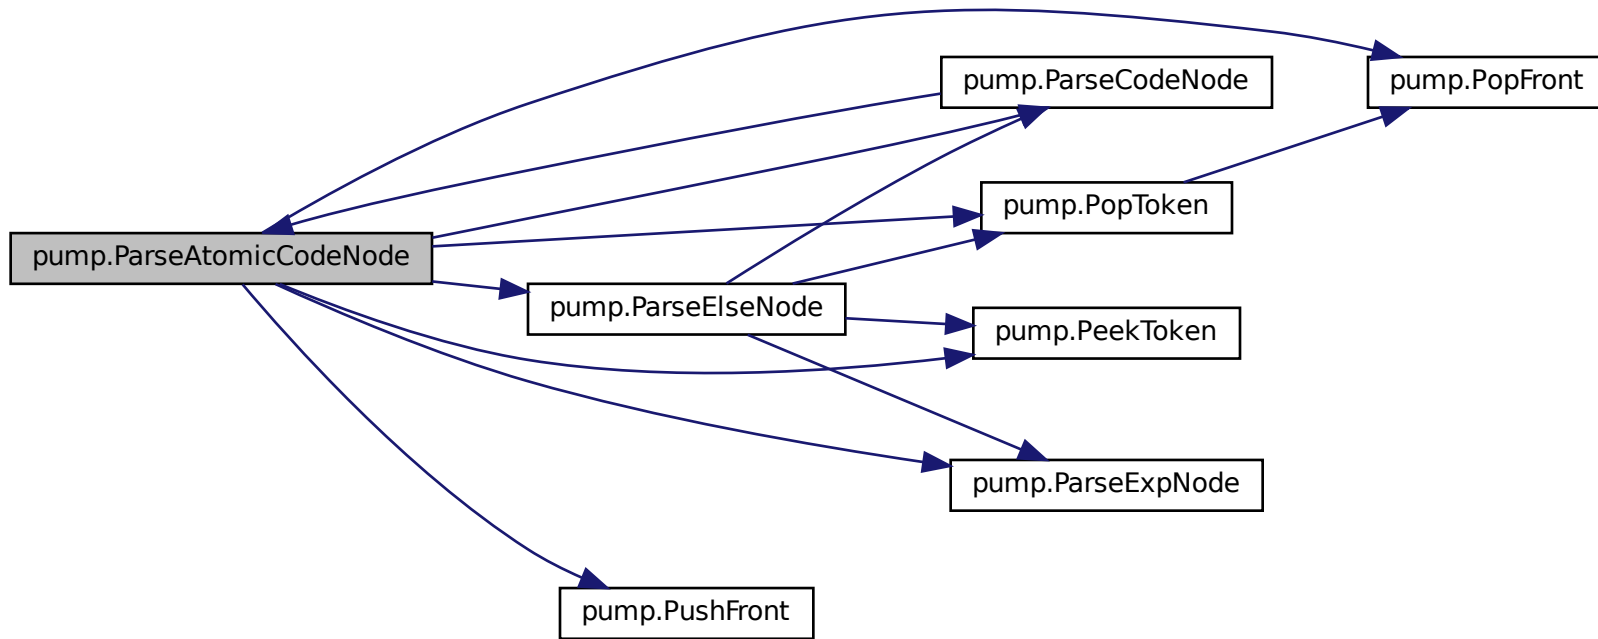 pump.ParseCodeNode
pump.PopFront
pump.PopToken
pump.ParseAtomicCodeNode
pump.ParseElseNode
pump.PeekToken
pump.ParseExpNode
pump.PushFront